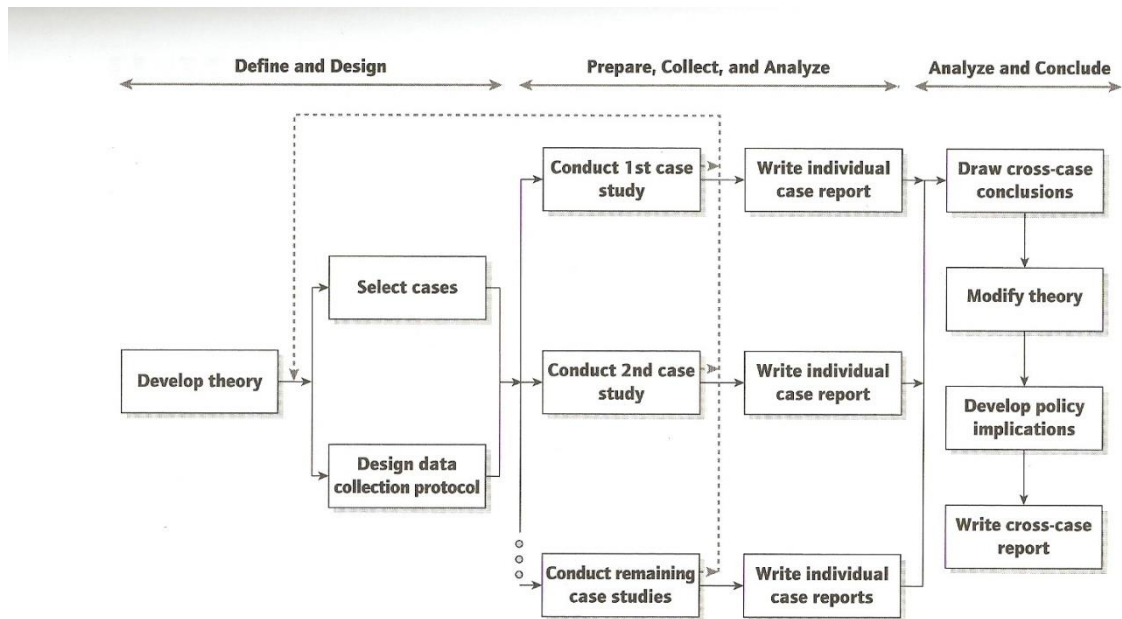 Define and Design
Prepare, Collect, and Analyze
Analyze and Conclude
Develop theory
Select cases
Design data
collection protocol
Conduct 1st case
study
Write individual
case report
Conduct 2nd case
study
Write individual
case report
Conduct remaining
case studies
Write individual
case reports
Draw cross-case
conclusions
Modify theory
Develop policy
implications
Write cross-case
report